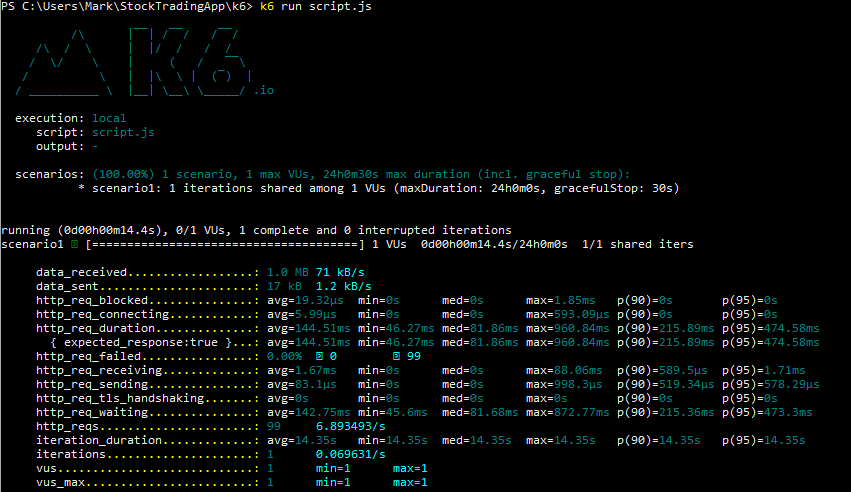 PS C:\Users\Mark\StockTradingApp\k6> k6 run script.js
          /\      |‾‾| /‾‾/   /‾‾/
     /\  /  \     |  |/  /   /  /
    /  \/    \    |     (   /   ‾‾\
   /          \   |  |\  \ |  (‾)  |
  / __________ \  |__| \__\ \_____/ .io
execution: local
script: script.js
output: -
scenarios: (100.00%) 1 scenario, 1 max VUs, 24h0m30s max duration (incl. graceful stop):
* scenario1: 1 iterations shared among 1 VUs (maxDuration: 24h0m0s, gracefulStop: 30s)
running (0d00h00m14.4s), 0/1 VUs, 1 complete and 0 interrupted iterations
scenario1 [======================================] 1 VUs  0d00h00m14.4s/24h0m0s  1/1 shared iters
data_received..................: 1.0 MB 71 kB/s
data_sent......................: 17 kB  1.2 kB/s
http_req_blocked...............: avg=19.32µs  min=0s      med=0s      max=1.85ms   p(90)=0s       p(95)=0s
http_req_connecting............: avg=5.99µs   min=0s      med=0s      max=593.09µs p(90)=0s       p(95)=0s
http_req_duration..............: avg=144.51ms min=46.27ms med=81.86ms max=960.84ms p(90)=215.89ms p(95)=474.58ms
{ expected_response:true }...: avg=144.51ms min=46.27ms med=81.86ms max=960.84ms p(90)=215.89ms p(95)=474.58ms
http_req_failed................: 0.00%  0        99
http_req_receiving.............: avg=1.67ms   min=0s      med=0s      max=88.06ms  p(90)=589.5µs  p(95)=1.71ms
http_req_sending...............: avg=83.1µs   min=0s      med=0s      max=998.3µs  p(90)=519.34µs p(95)=578.29µs
http_req_tls_handshaking.......: avg=0s       min=0s      med=0s      max=0s       p(90)=0s       p(95)=0s
http_req_waiting...............: avg=142.75ms min=45.6ms  med=81.68ms max=872.77ms p(90)=215.36ms p(95)=473.3ms
http_reqs......................: 99     6.893493/s
iteration_duration.............: avg=14.35s   min=14.35s  med=14.35s  max=14.35s   p(90)=14.35s   p(95)=14.35s
iterations.....................: 1      0.069631/s
vus............................: 1      min=1      max=1
vus_max........................: 1      min=1      max=1